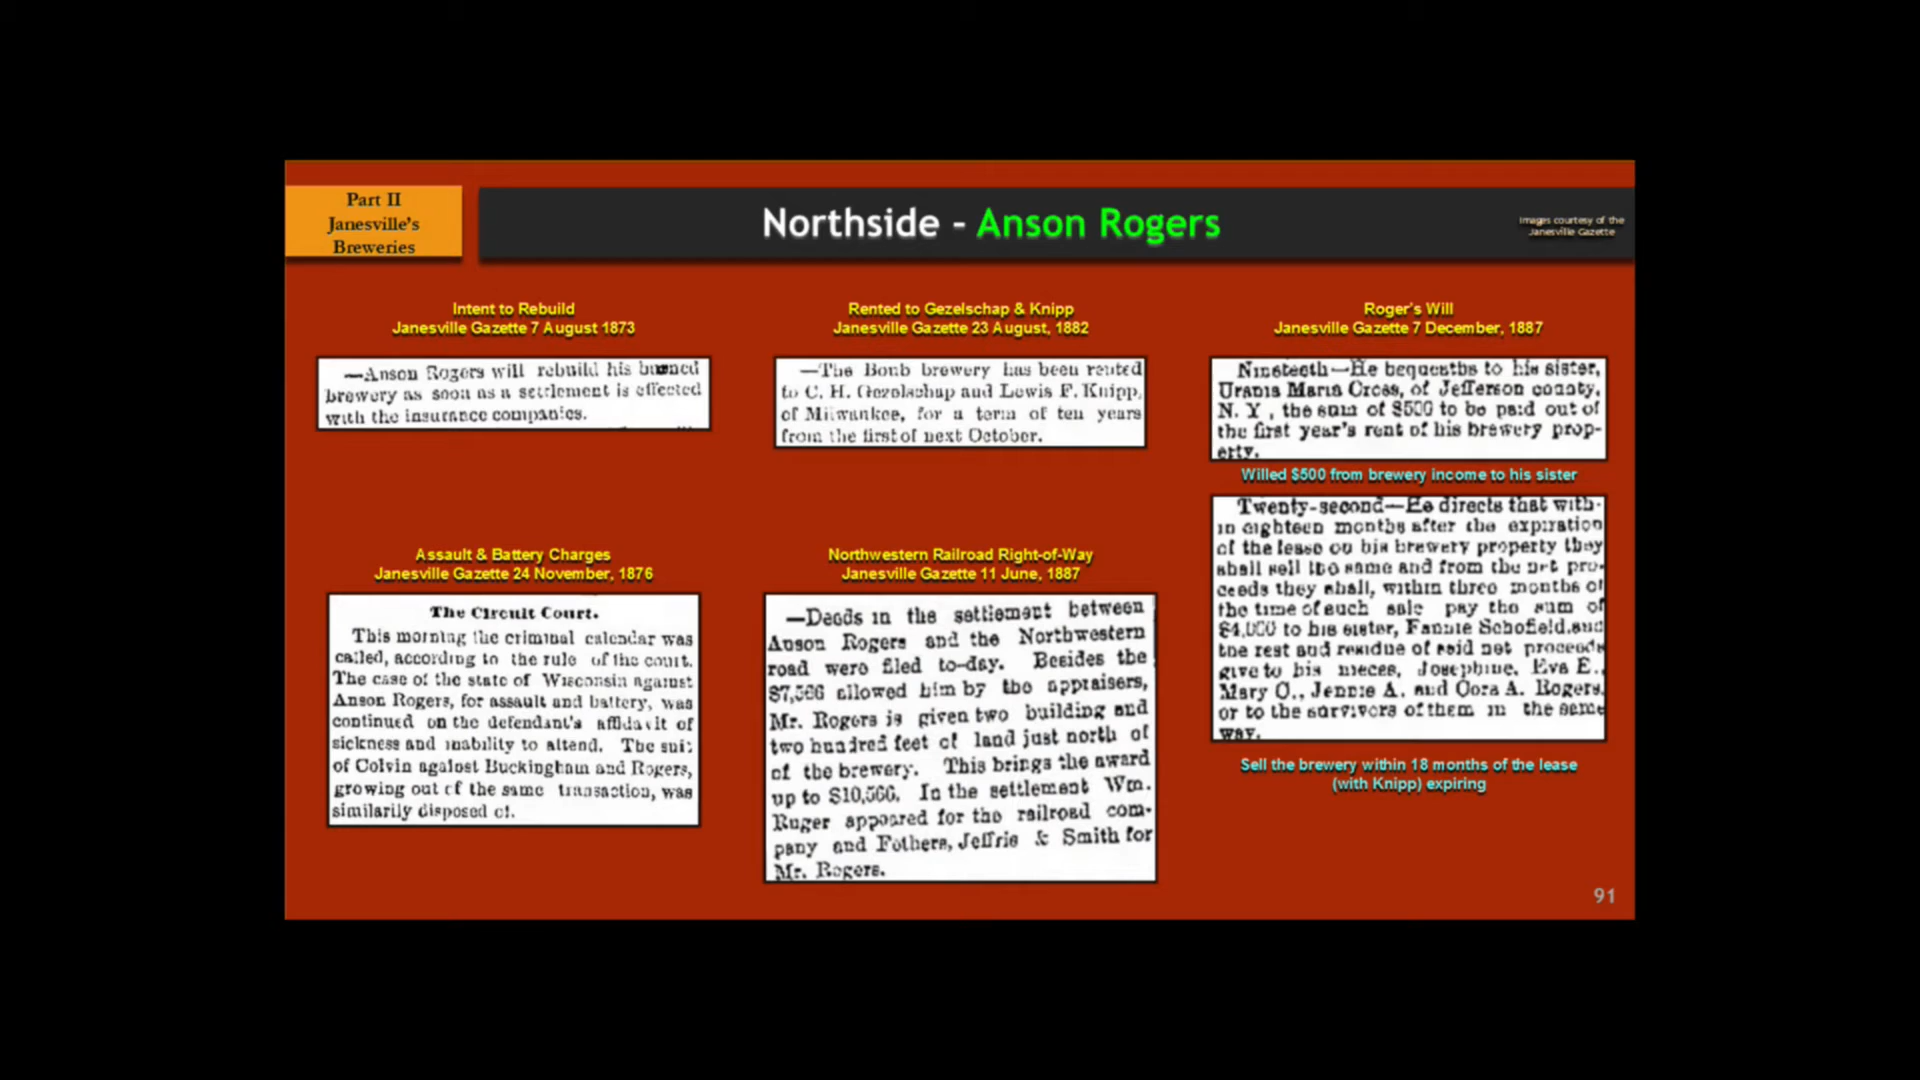 Part II
Janesville's
Breweries
Northside - Anson Rogers
Images courtesy of the
Janesville Gazette
Intent to Rebuild
Janesville Gazette 7 August 1873
—Anson Rogers will rebuild his burned
brewery as soon as a settlement is effected
with the insurance companies.
Assault & Battery Charges
Janesville Gazette 24 November, 1876
The Circuit Court.
This morning the criminal calendar was
called, according to the rule of the court.
The case of the state of Wisconsin against
Anson Rogers, for assault and battery, was
continued on the defendant's affidavit of
sickness and inability to attend. The suit
of Colvin against Buckingham and Rogers,
growing out of the same transaction, was
similarily disposed of.
Rented to Gezelschap & Knipp
Janesville Gazette 23 August, 1882
—The Bonb brewery has been rented
to C. H. Gezolschap and Lewis F. Knipp,
of Milwaukee, for a term of ten years
from the first of next October.
Northwestern Railroad Right-of-Way
Janesville Gazette 11 June, 1887
—Deeds in the settlement between
Anson Rogers and the Northwestern
road were filed to-day. Besides the
$7,566 allowed him by the appraisers,
Mr. Rogers is given two building and
two hundred feet of land just north of
of the brewery. This brings the award
up to $10,566. In the settlement Wm.
Ruger appeared for the railroad com-
pany and Fethers, Jeffris & Smith for
Mr. Rogers.
Roger's Will
Janesville Gazette 7 December, 1887
Nineteeth—He bequeaths to his sister,
Urania Maria Cross, of Jefferson county,
N. Y , the sum of $500 to be paid out of
the first year's rent of his brewery prop-
erty.
Willed $500 from brewery income to his sister
Twenty-second—He directs that with-
in eighteen months after the expiration
of the lease on his brewery property they
shall sell the same and from the net pro-
ceeds they shall, within three months of
the time of such sale pay the sum of
$4,000 to his sister, Fannie Schofield, and
the rest and residue of said net proceeds
give to his nieces, Josephine, Eva E.,
Mary O., Jennie A. and Cora A. Rogers,
or to the survivors of them in the same
way.
Sell the brewery within 18 months of the lease
(with Knipp) expiring
91